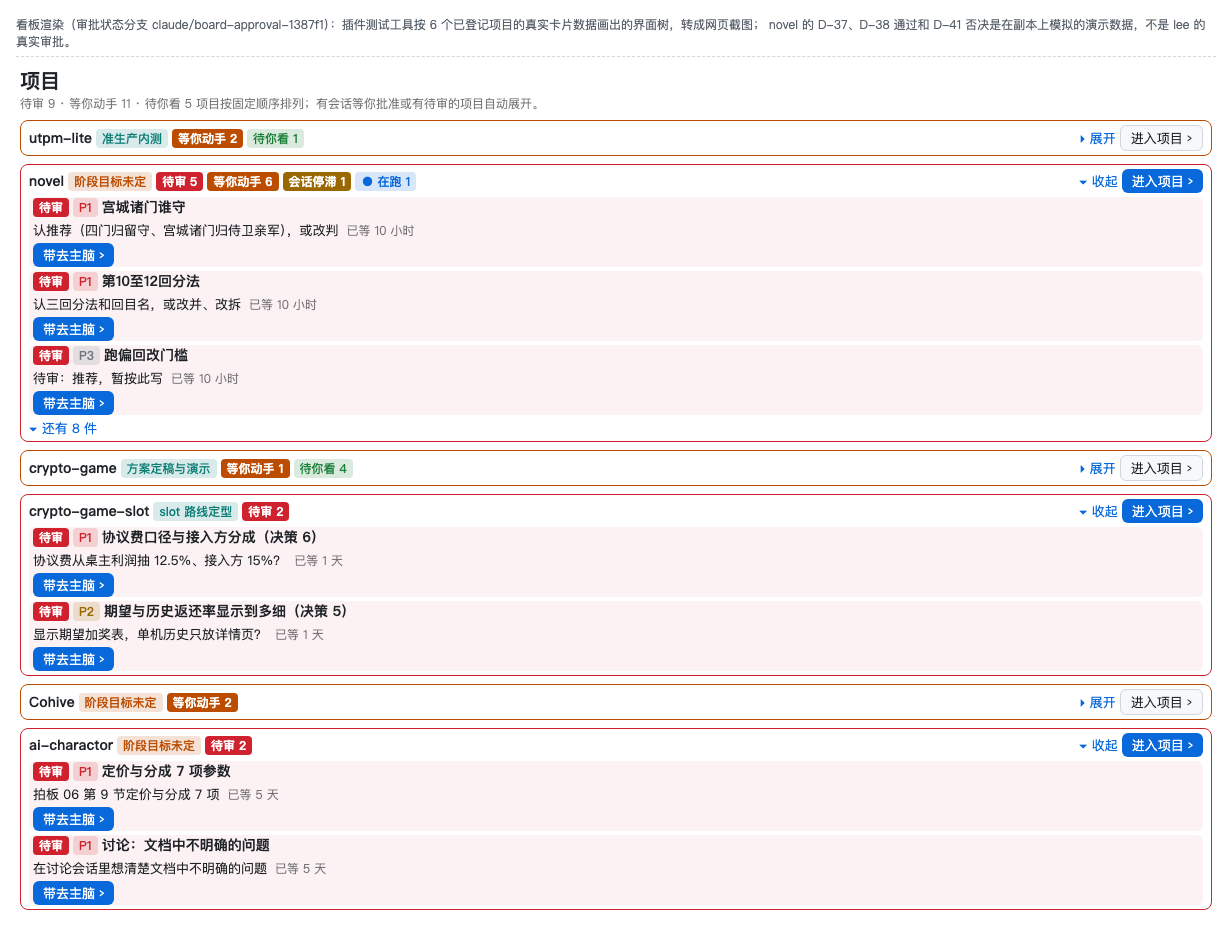 看板渲染（审批状态分支 claude/board-approval-1387f1）：插件测试工具按 6 个已登记项目的真实卡片数据画出的界面树，转成网页截图； novel 的 D-37、D-38 通过和 D-41 否决是在副本上模拟的演示数据，不是 lee 的
真实审批。
项目
待审 9 · 等你动手 11 · 待你看 5 项目按固定顺序排列；有会话等你批准或有待审的项目自动展开。
utpm-lite 准生产内测 等你动手 2 待你看 1 展开 进入项目 ›
novel 阶段目标未定 待审 5 等你动手 6 会话停滞 1 在跑 1 收起 进入项目 ›
待审 P1 宫城诸门谁守
认推荐（四门归留守、宫城诸门归侍卫亲军），或改判 已等 10 小时
带去主脑 ›
待审 P1 第10至12回分法
认三回分法和回目名，或改并、改拆 已等 10 小时
带去主脑 ›
待审 P3 跑偏回改门槛
待审：推荐，暂按此写 已等 10 小时
带去主脑 ›
还有 8 件
crypto-game 方案定稿与演示 等你动手 1 待你看 4 展开 进入项目 ›
crypto-game-slot slot 路线定型 待审 2 收起 进入项目 ›
待审 P1 协议费口径与接入方分成（决策 6）
协议费从桌主利润抽 12.5%、接入方 15%? 已等 1 天
带去主脑 ›
待审 P2 期望与历史返还率显示到多细（决策 5）
显示期望加奖表，单机历史只放详情页？ 已等 1 天
带去主脑 ›
Cohive 阶段目标未定 等你动手 2 展开 进入项目 ›
ai-charactor 阶段目标未定 待审 2 收起 进入项目 ›
待审 P1 定价与分成 7 项参数
拍板 06 第 9 节定价与分成 7 项 已等 5 天
带去主脑 ›
待审 P1 讨论：文档中不明确的问题
在讨论会话里想清楚文档中不明确的问题 已等 5 天
带去主脑 ›